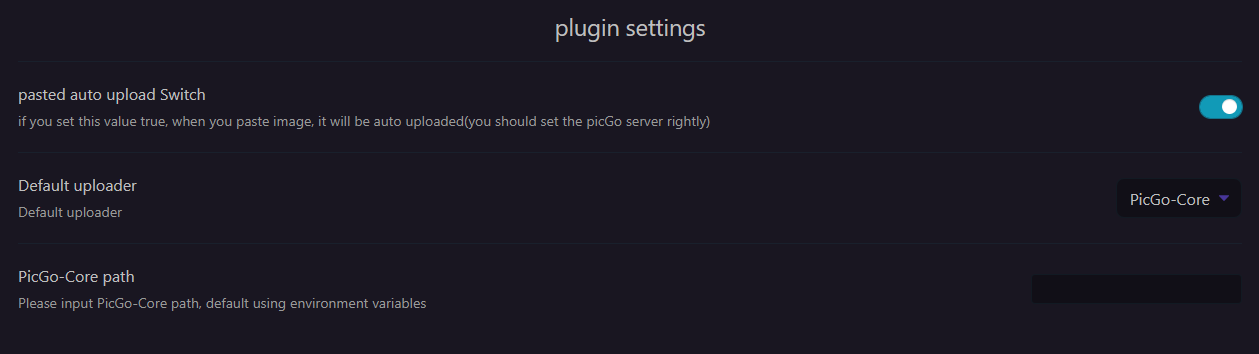 plugin settings
pasted auto upload Switch
if you set this value true, when you paste image, it will be auto uploaded(you should set the picGo server rightly)
Default uploader
Default uploader
PicGo-Core
PicGo-Core path
Please input PicGo-Core path, default using environment variables